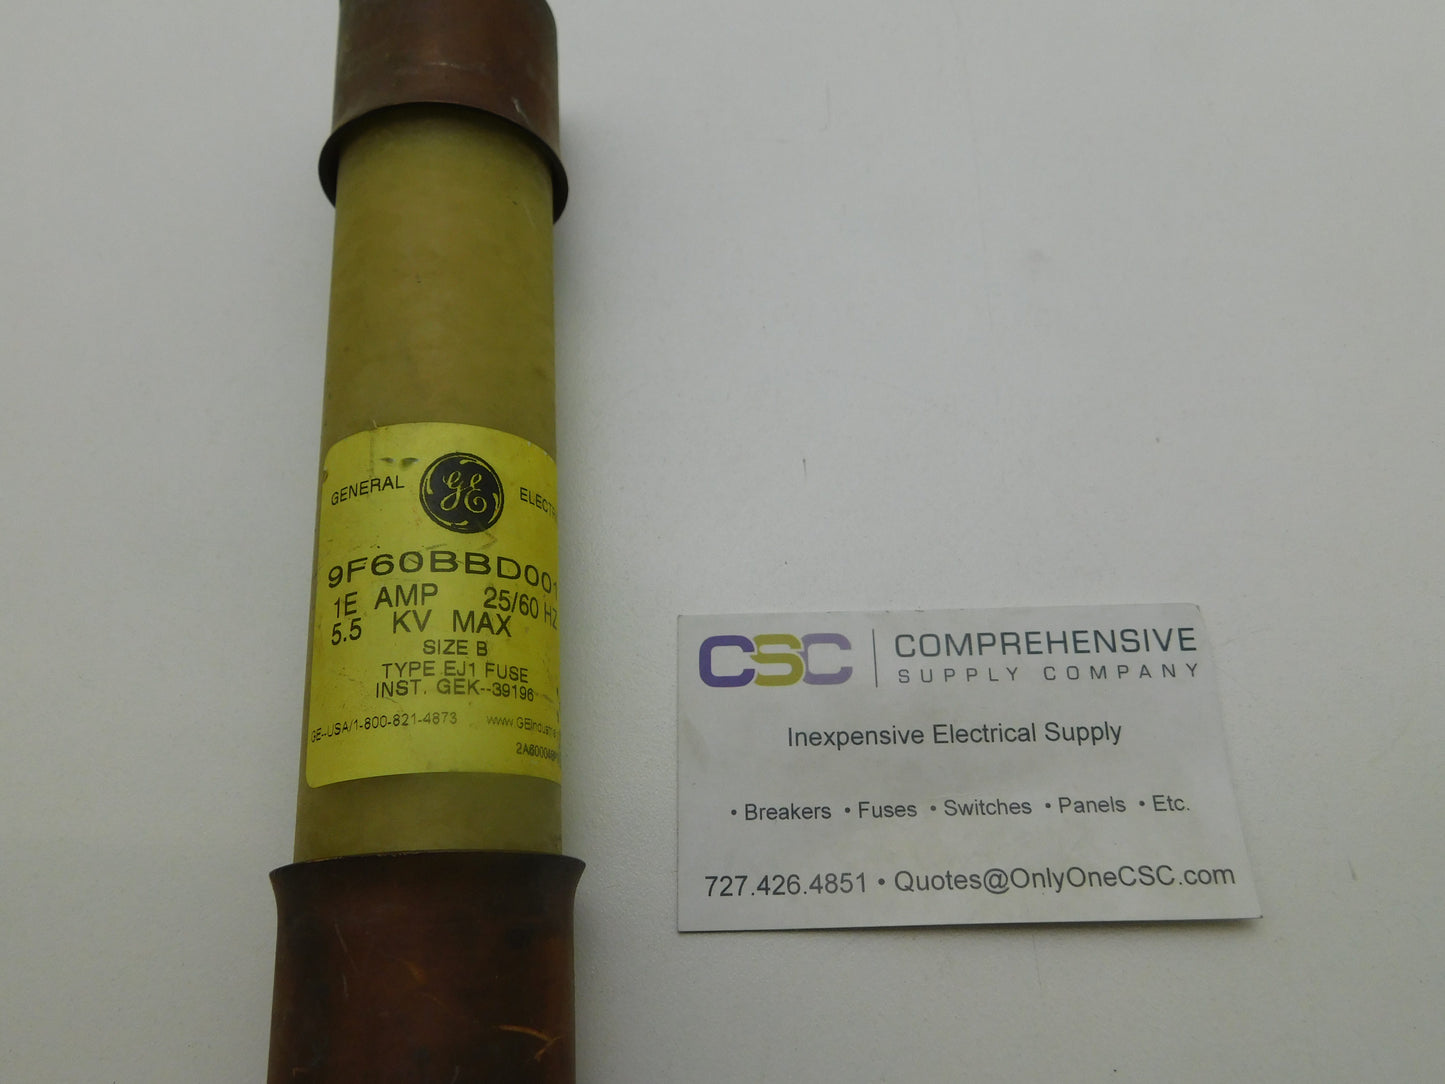 GENERAL GE
9F60BBD001
1E AMP 25/60 HZ
5.5 KV MAX
SIZE B
TYPE EJ1 FUSE
INST. GEK--39196
GE--USA/1-800-821-4873
CSC COMPREHENSIVE
SUPPLY COMPANY
Inexpensive Electrical Supply
• Breakers • Fuses • Switches • Panels • Etc.
727.426.4851 • Quotes@OnlyOneCSC.com